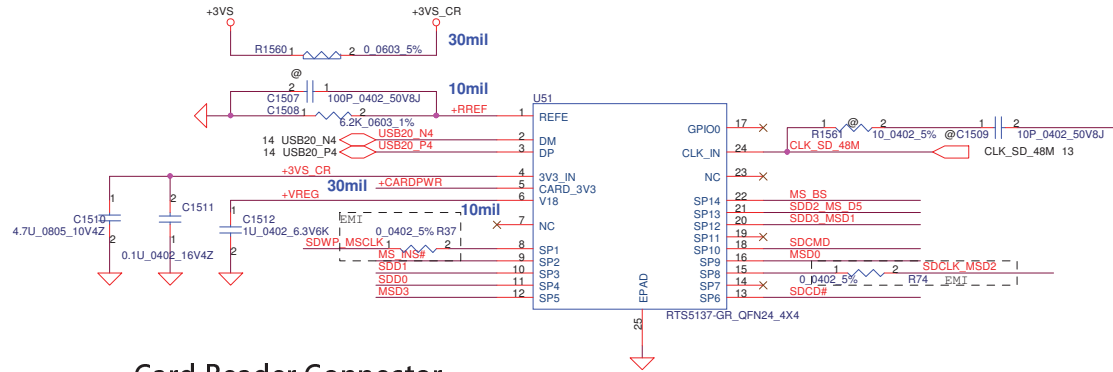 +3VS
+3VS_CR
30mil
R1560 1 2 0_0603_5%
@
10mil
2 1
C1507 100P_0402_50V8J
C1508 1 2 +RREF
6.2K_0603_1%
U51
1 REFE
14 USB20_N4 USB20_N4 2 DM
14 USB20_P4 USB20_P4 3 DP
+3VS_CR 4 3V3_IN
30mil +CARDPWR 5 CARD_3V3
+VREG 6 V18
10mil 7 NC
C1510
4.7U_0805_10V4Z
1
2
C1511
2
1
0.1U_0402_16V4Z
C1512
1
1U_0402_6.3V6K
2
EMI
0_0402_5% R37
SDWP_MSCLK 1 2 8 SP1
MS_INS# 9 SP2
SDD1 10 SP3
SDD0 11 SP4
MSD3 12 SP5
GPIO0 17
CLK_IN 24 CLK_SD_48M
NC 23
SP14 22 MS_BS
SP13 21 SDD2_MS_D5
SP12 20 SDD3_MSD1
SP11 19
SP10 18 SDCMD
SP9 16 MSD0
SP8 15 1 2 SDCLK_MSD2
SP7 14 0_0402_5% R74 EMI
SP6 13 SDCD#
EPAD
25
RTS5137-GR_QFN24_4X4
1 @ 2 2 1
R1561 10_0402_5% @C1509 10P_0402_50V8J
CLK_SD_48M 13
Card Reader Connector